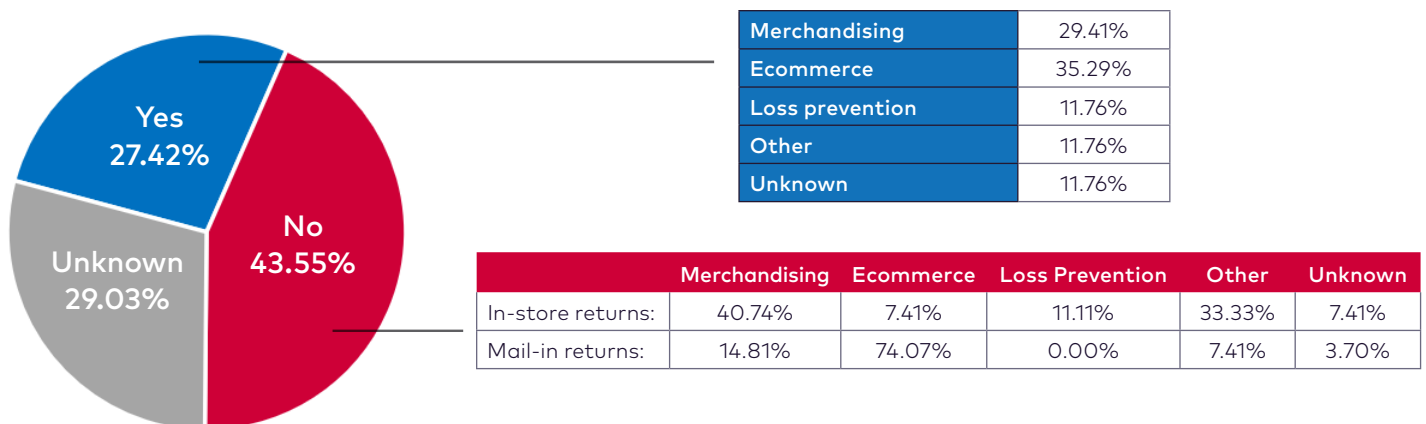 Yes
27.42%
No
43.55%
Unknown
29.03%
Merchandising 29.41%
Ecommerce 35.29%
Loss prevention 11.76%
Other 11.76%
Unknown 11.76%
Merchandising Ecommerce Loss Prevention Other Unknown
In-store returns: 40.74% 7.41% 11.11% 33.33% 7.41%
Mail-in returns: 14.81% 74.07% 0.00% 7.41% 3.70%